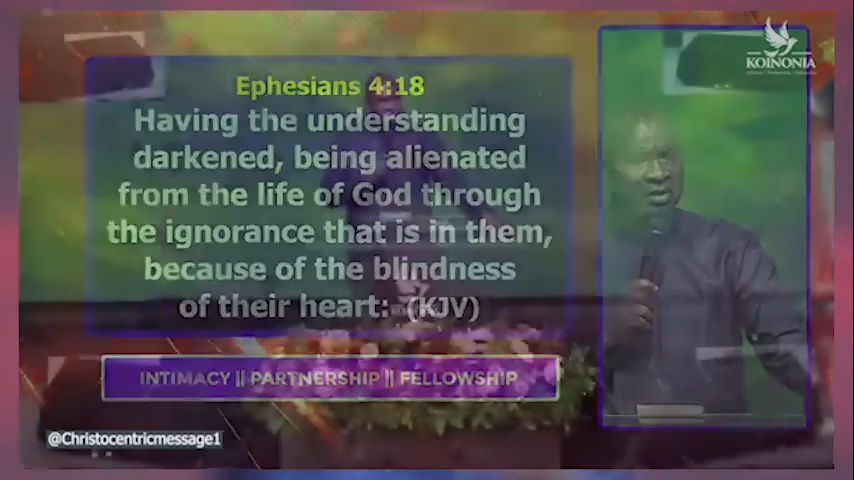 KOINONIA
Ephesians 4:18
Having the understanding
darkened, being alienated
from the life of God through
the ignorance that is in them,
because of the blindness
of their heart: (KJV)
INTIMACY || PARTNERSHIP || FELLOWSHIP
@Christocentricmessage1